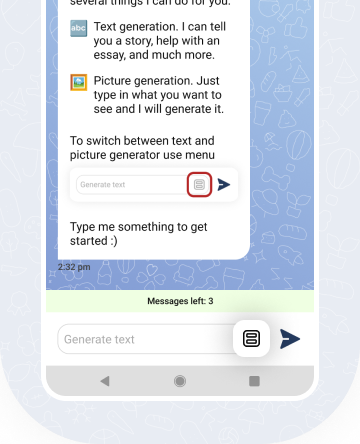 several things I can do for you.
abc
Text generation. I can tell
you a story, help with an
essay, and much more.
Picture generation. Just
type in what you want to
see and I will generate it.
To switch between text and
picture generator use menu
Generate text
Type me something to get
started :)
2:32 pm
Messages left: 3
Generate text